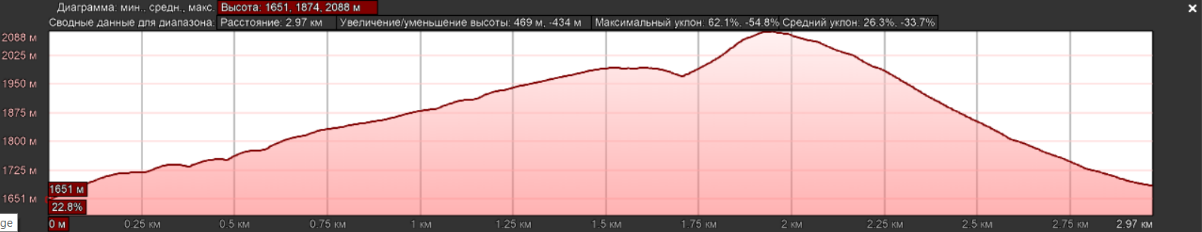 Диаграмма: мин., средн., макс. Высота: 1651, 1874, 2088 м
Сводные данные для диапазона: Расстояние: 2.97 км Увеличение/уменьшение высоты: 469 м, -434 м Максимальный уклон: 62.1%, -54.8% Средний уклон: 26.3%, -33.7%
2088 м
2025 м
1950 м
1875 м
1800 м
1725 м
1651 м
1651 м
22.8%
ge
0 м 0.25 км 0.5 км 0.75 км 1 км 1.25 км 1.5 км 1.75 км 2 км 2.25 км 2.5 км 2.75 км 2.97 км